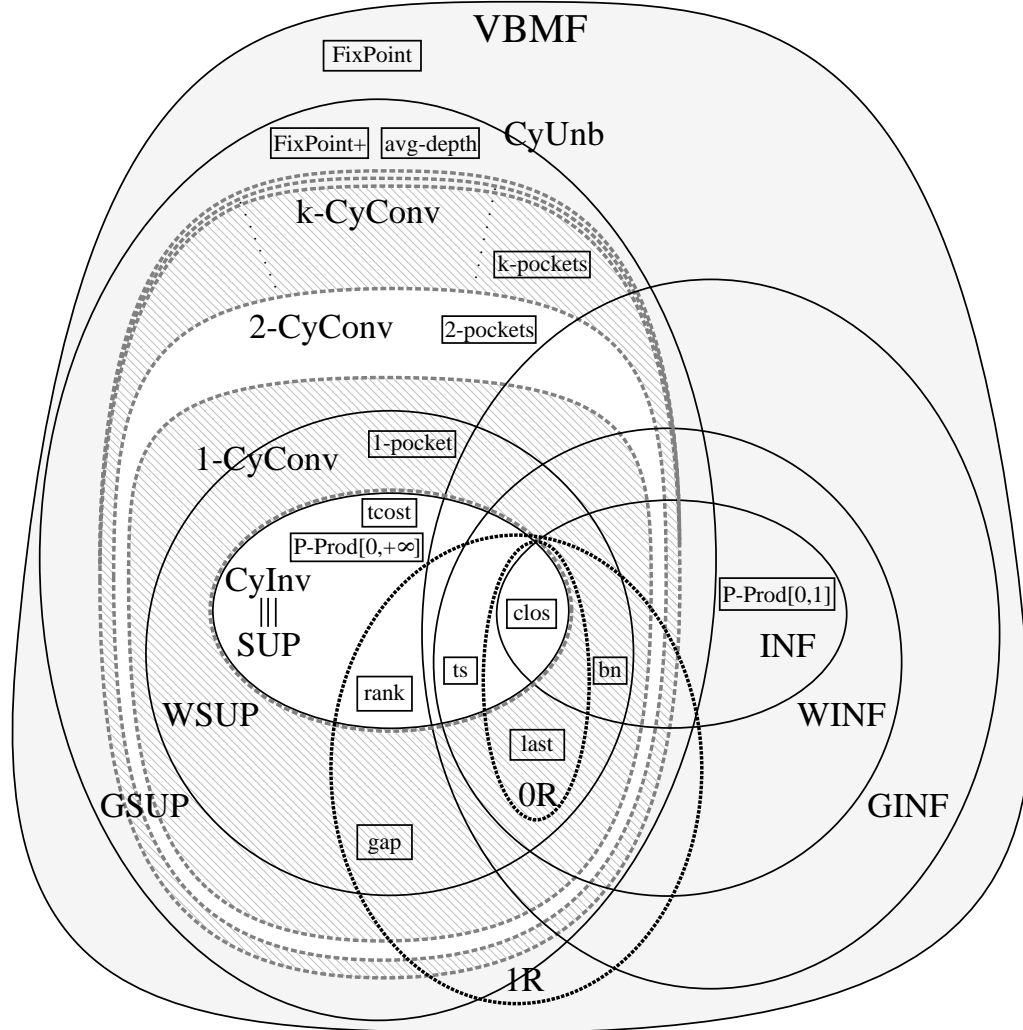 VBMF
FixPoint
CyUnb
FixPoint+ avg-depth
k-CyConv
k-pockets
2-CyConv 2-pockets
1-CyConv 1-pocket
tcost
P-Prod[0,+∞]
CyInv
|||
SUP
P-Prod[0,1]
clos
INF
ts bn
rank
WSUP WINF
last
0R
GSUP GINF
gap
1R